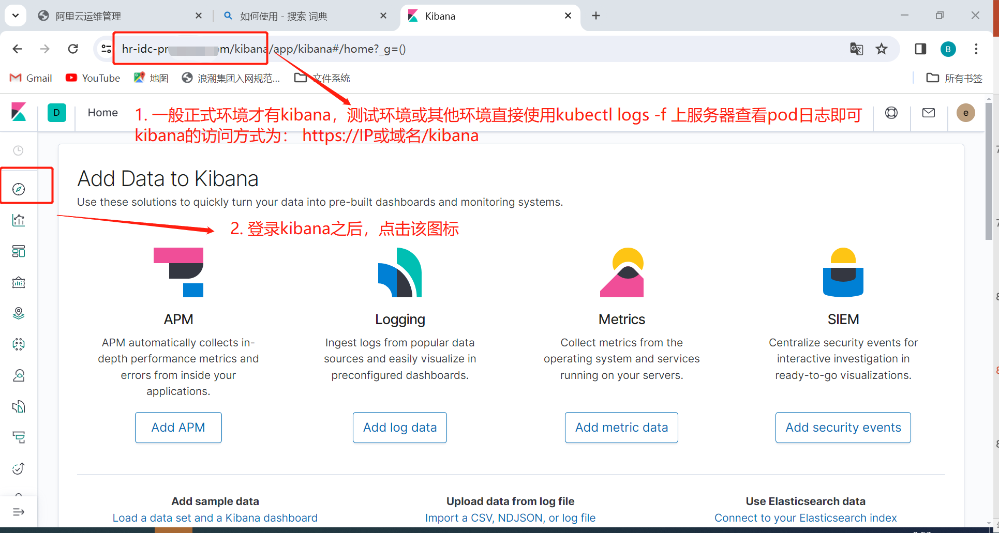 阿里云运维管理
如何使用 - 搜索 词典
Kibana
hr-idc-pr m/kibana/app/kibana#/home?_g=()
B
Gmail
YouTube
地图
浪潮集团入网规范...
文件系统
所有书签
D
Home
e
1. 一般正式环境才有kibana，测试环境或其他环境直接使用kubectl logs -f 上服务器查看pod日志即可
kibana的访问方式为： https://IP或域名/kibana
Add Data to Kibana
Use these solutions to quickly turn your data into pre-built dashboards and monitoring systems.
2. 登录kibana之后，点击该图标
APM
APM automatically collects in-
depth performance metrics and
errors from inside your
applications.
Add APM
Logging
Ingest logs from popular data
sources and easily visualize in
preconfigured dashboards.
Add log data
Metrics
Collect metrics from the
operating system and services
running on your servers.
Add metric data
SIEM
Centralize security events for
interactive investigation in
ready-to-go visualizations.
Add security events
Add sample data
Load a data set and a Kibana dashboard
Upload data from log file
Import a CSV, NDJSON, or log file
Use Elasticsearch data
Connect to your Elasticsearch index